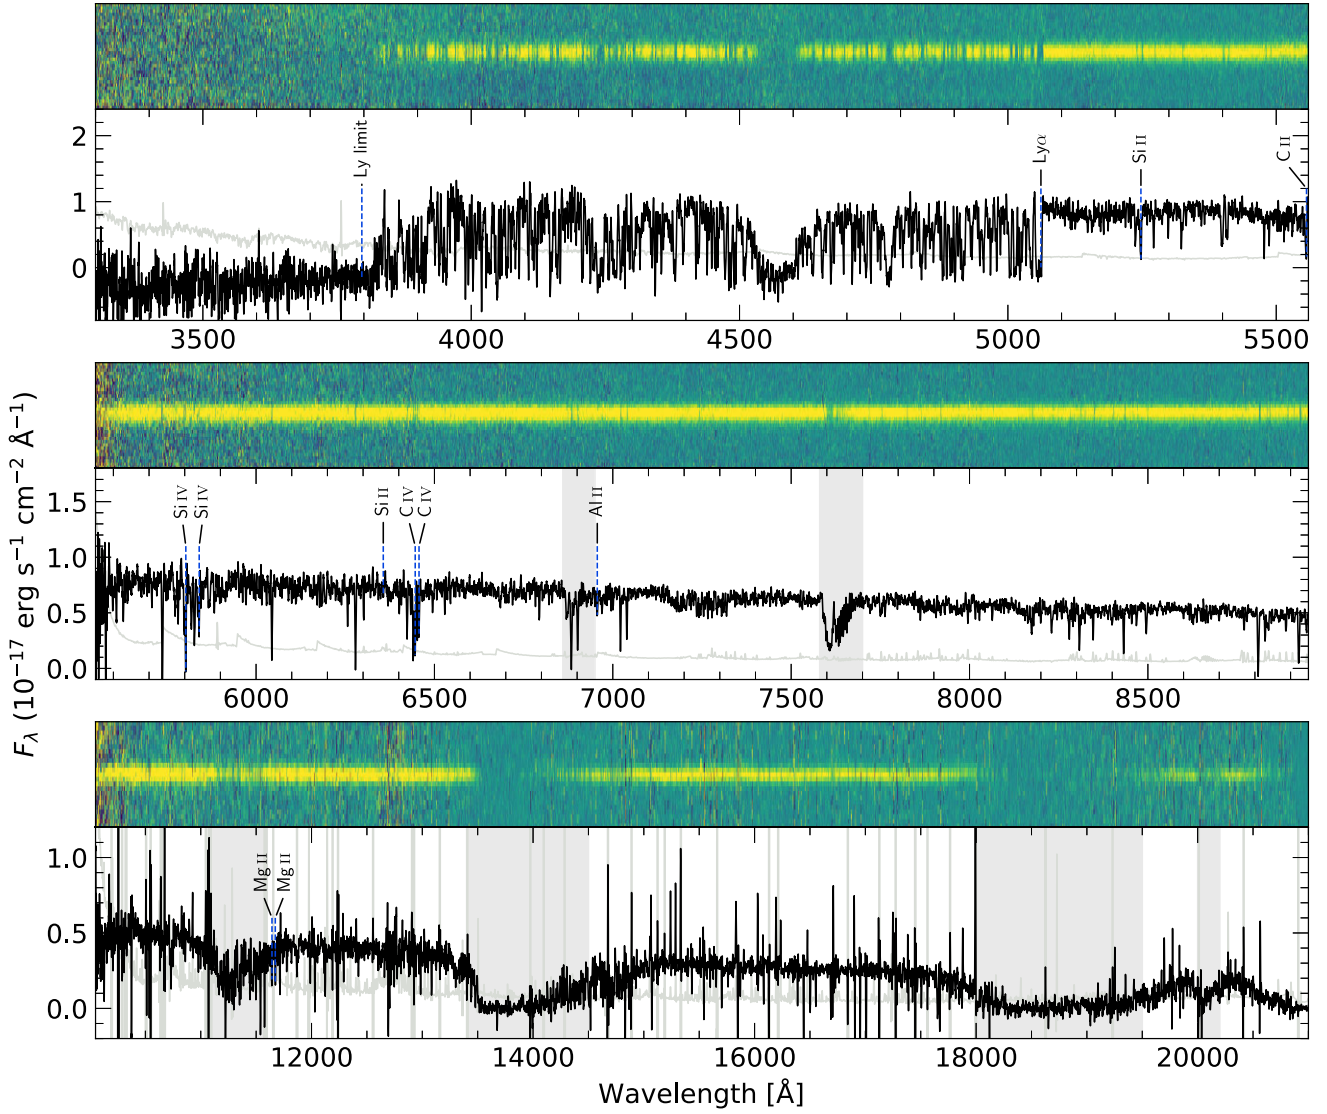 Ly limit
Lyα
Si II
C II
2
1
0
3500 4000 4500 5000 5500
Si IV
Si IV
Si II
C IV
C IV
Al II
1.5
1.0
0.5
0.0
6000 6500 7000 7500 8000 8500
Mg II
Mg II
1.0
0.5
0.0
12000 14000 16000 18000 20000
Fλ (10⁻¹⁷ erg s⁻¹ cm⁻² Å⁻¹)
Wavelength [Å]